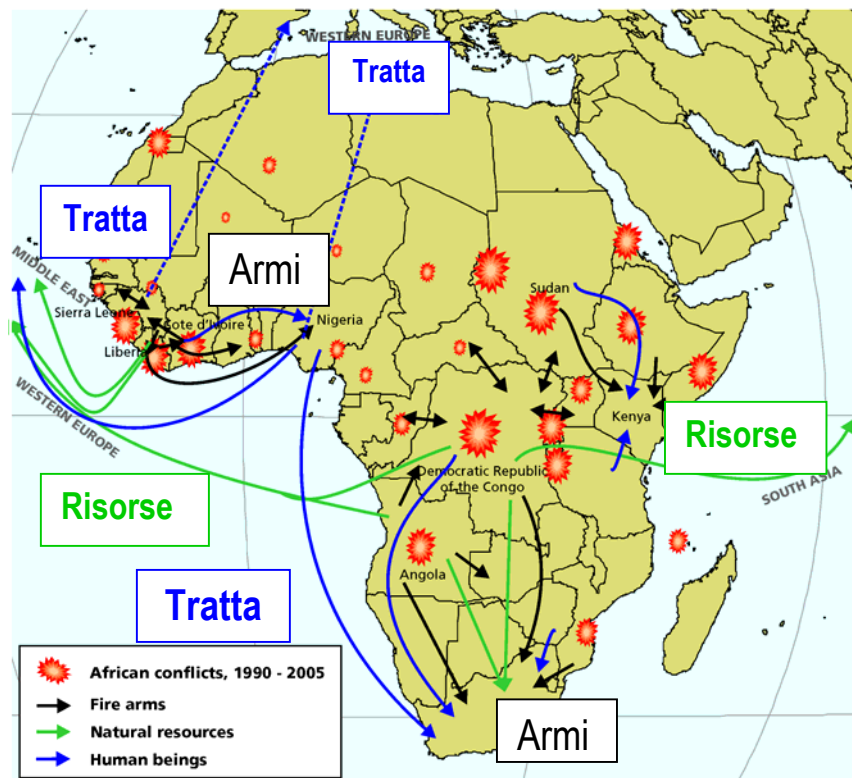 WESTERN EUROPE
Tratta
Tratta
Armi
MIDDLE EAST
Sudan
Sierra Leone
Cote d'Ivoire
Nigeria
Liberia
WESTERN EUROPE
Kenya
Risorse
Democratic Republic
of the Congo
SOUTH ASIA
Risorse
Angola
Tratta
African conflicts, 1990 - 2005
Fire arms
Natural resources
Human beings
Armi